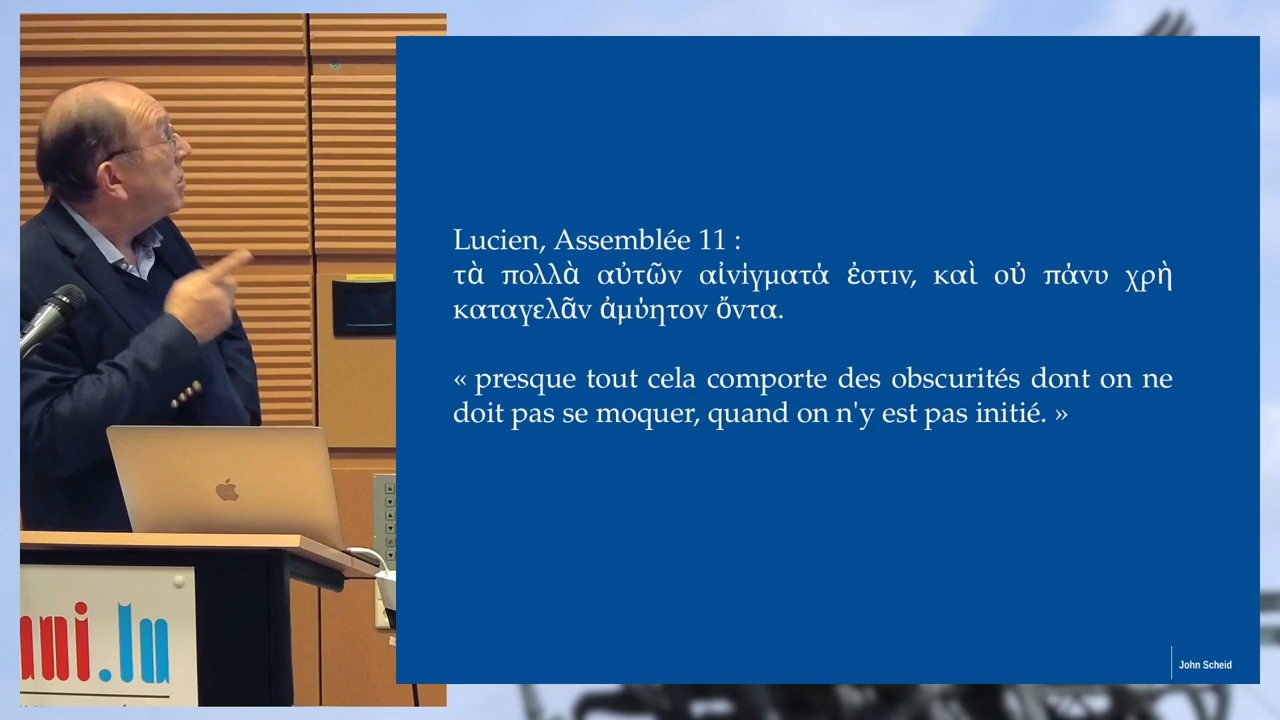 Lucien, Assemblée 11 :
τὰ πολλὰ αὐτῶν αἰνίγματά ἐστιν, καὶ οὐ πάνυ χρὴ
καταγελᾶν ἀμύητον ὄντα.
« presque tout cela comporte des obscurités dont on ne
doit pas se moquer, quand on n'y est pas initié. »
John Scheid
uni.lu